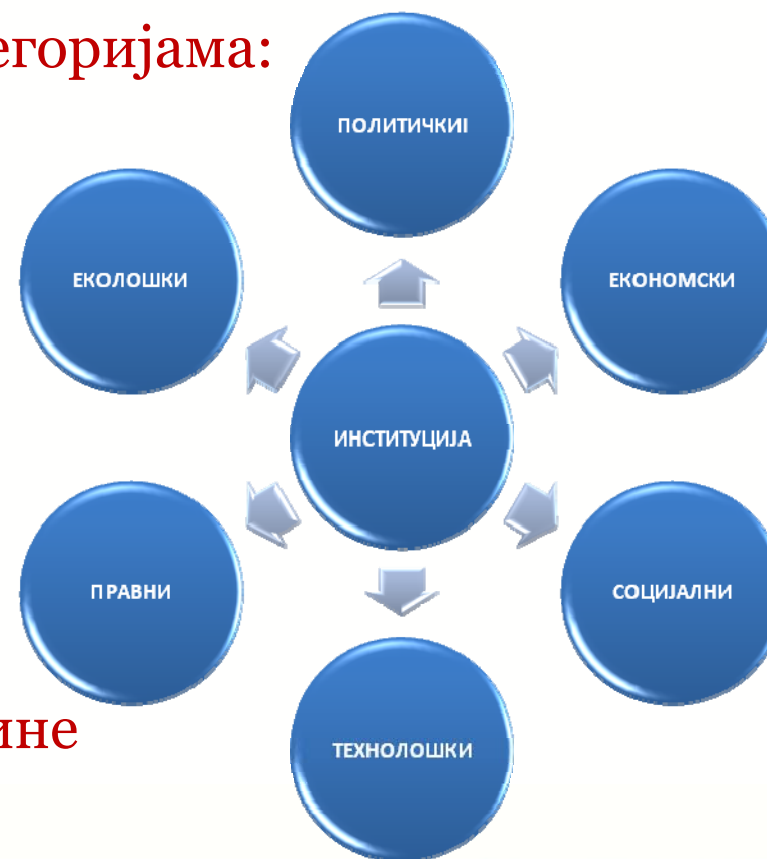 егоријама:
ПОЛИТИЧКИI
ЕКОЛОШКИ
ЕКОНОМСКИ
ИНСТИТУЦИЈА
ПРАВНИ
СОЦИЈАЛНИ
ине
ТЕХНОЛОШКИ